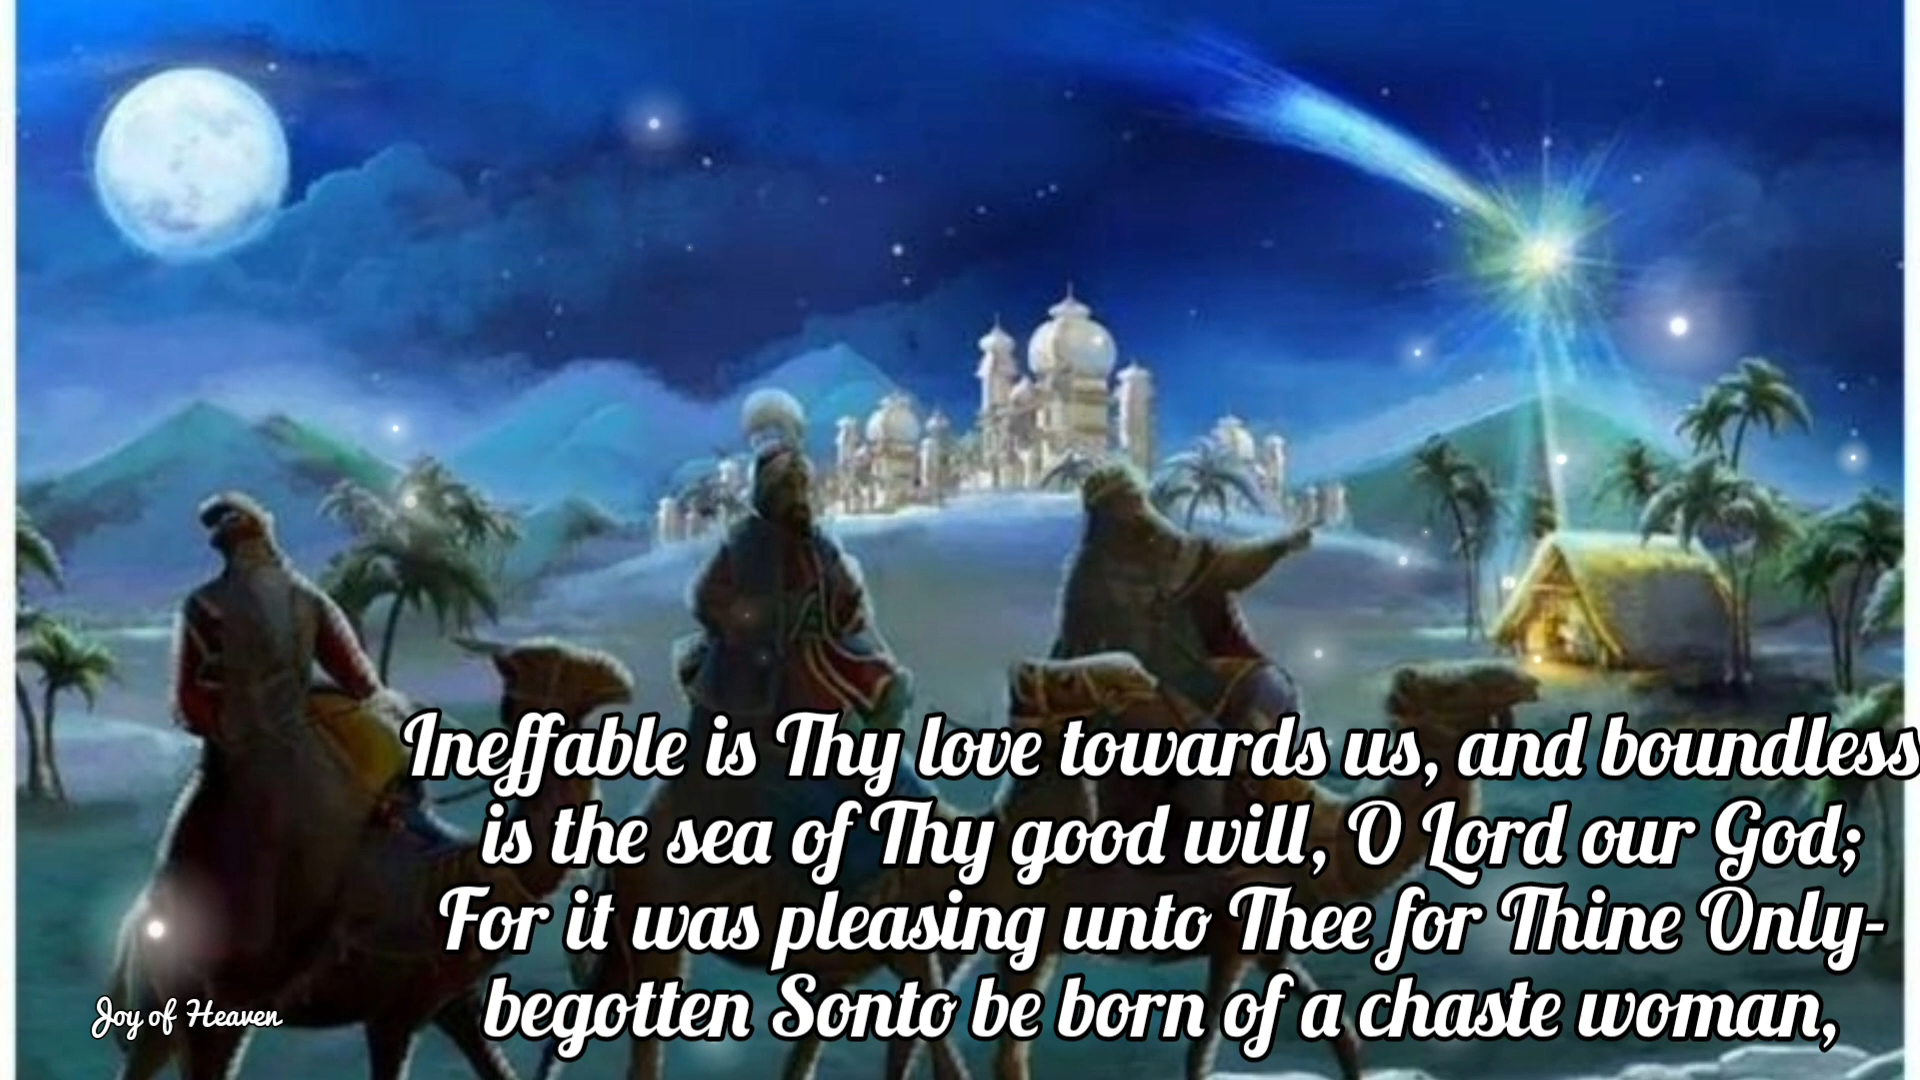 Ineffable is Thy love towards us, and boundless
is the sea of Thy good will, O Lord our God;
For it was pleasing unto Thee for Thine Only-
begotten Sonto be born of a chaste woman,
Joy of Heaven